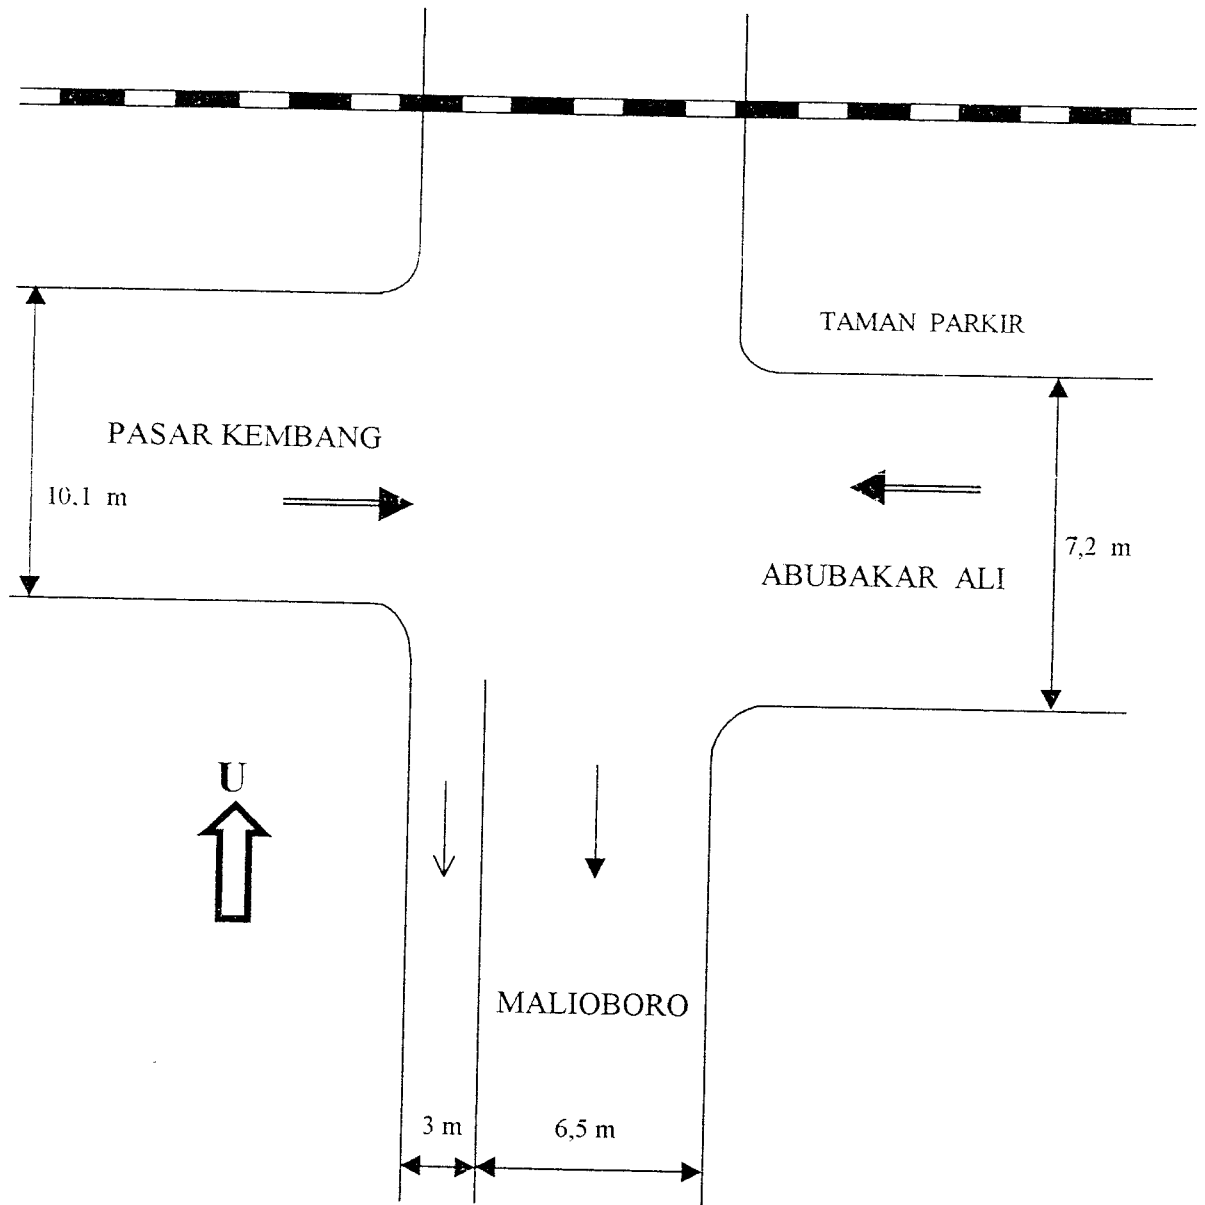 TAMAN PARKIR
PASAR KEMBANG
10,1 m
7,2 m
ABUBAKAR ALI
U
MALIOBORO
3 m
6,5 m